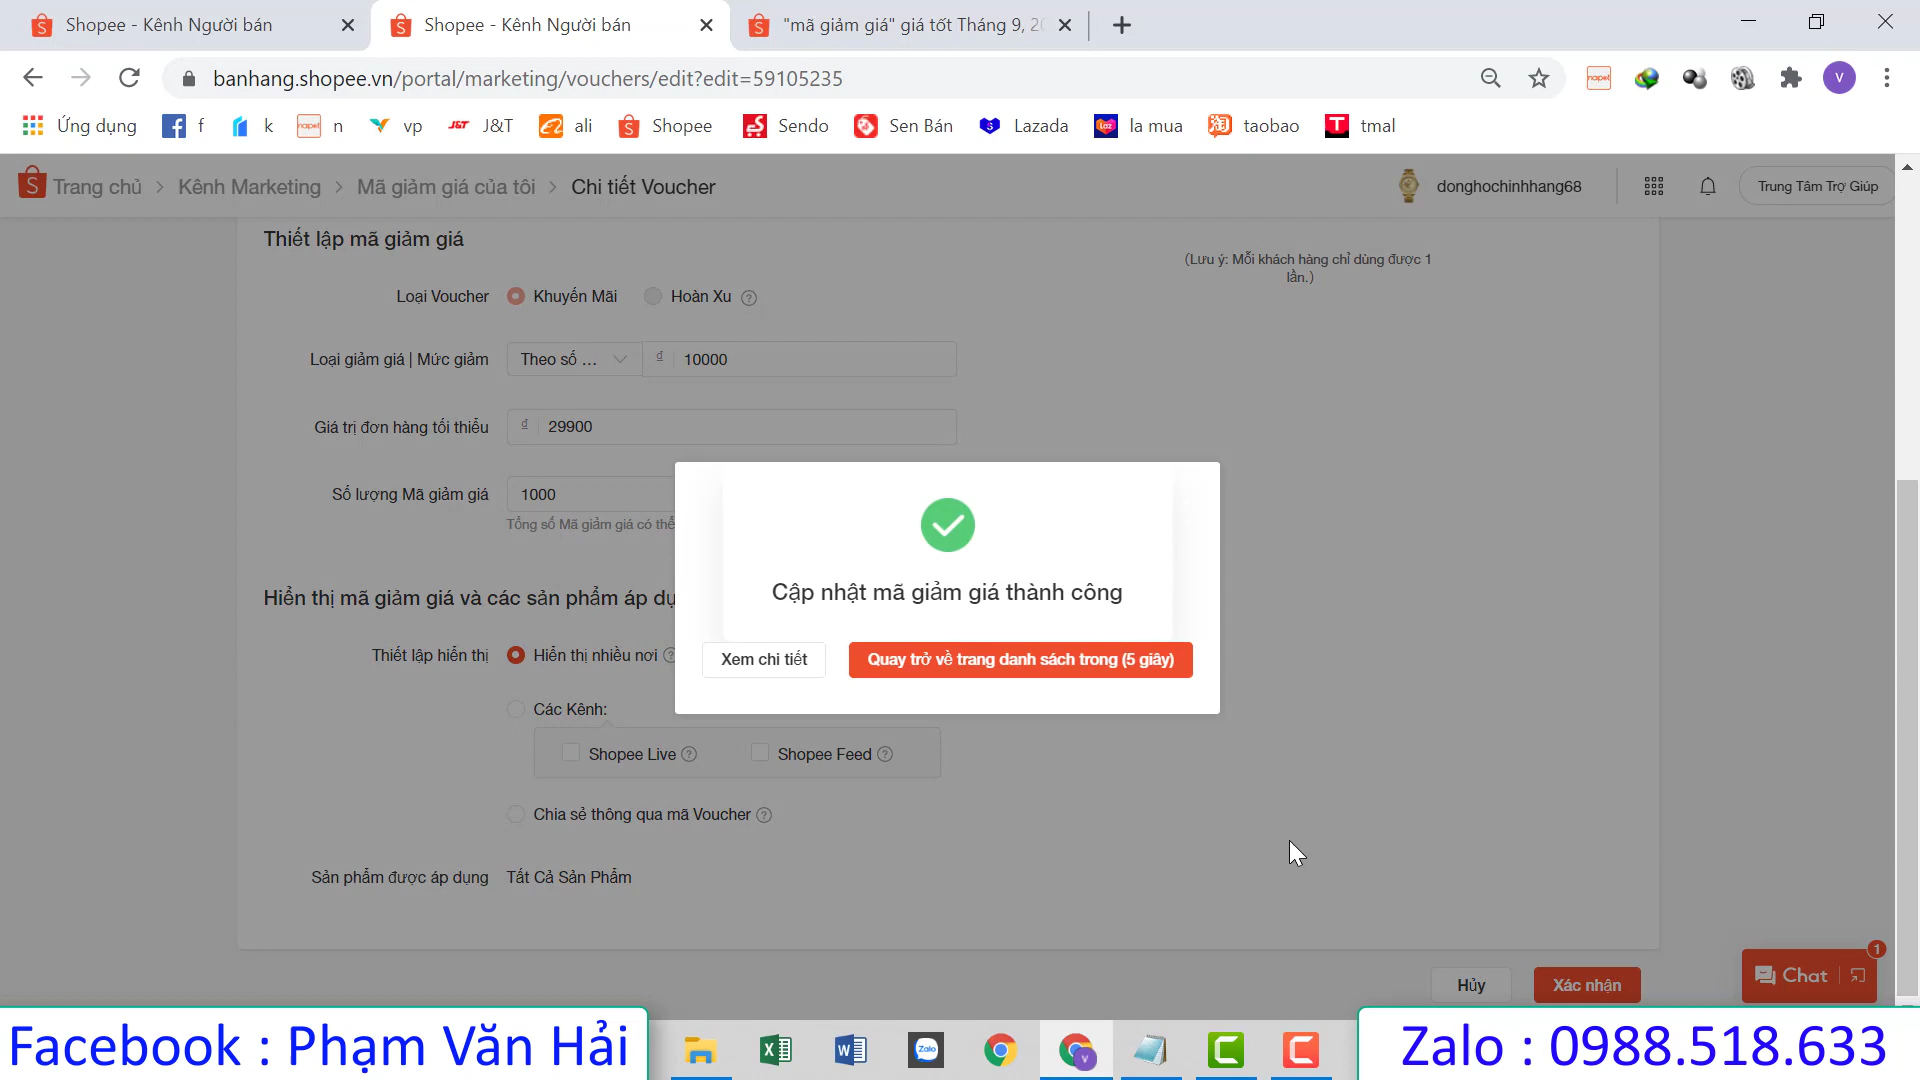 Shopee - Kênh Người bán
Shopee - Kênh Người bán
"mã giảm giá" giá tốt Tháng 9, 20
banhang.shopee.vn/portal/marketing/vouchers/edit?edit=59105235
Ứng dụng f k n vp J&T ali Shopee Sendo Sen Bán Lazada la mua taobao tmal
Trang chủ > Kênh Marketing > Mã giảm giá của tôi > Chi tiết Voucher
donghochinhhang68
Trung Tâm Trợ Giúp
Thiết lập mã giảm giá
(Lưu ý: Mỗi khách hàng chỉ dùng được 1
lần.)
Loại Voucher Khuyến Mãi Hoàn Xu
Loại giảm giá | Mức giảm Theo số ... đ 10000
Giá trị đơn hàng tối thiểu đ 29900
Số lượng Mã giảm giá 1000
Tổng số Mã giảm giá có thể
Hiển thị mã giảm giá và các sản phẩm áp dụ
Thiết lập hiển thị Hiển thị nhiều nơi
Các Kênh:
Shopee Live Shopee Feed
Chia sẻ thông qua mã Voucher
Sản phẩm được áp dụng Tất Cả Sản Phẩm
Cập nhật mã giảm giá thành công
Xem chi tiết
Quay trở về trang danh sách trong (5 giây)
Hủy
Xác nhận
Chat
1
Facebook : Phạm Văn Hải
Zalo : 0988.518.633